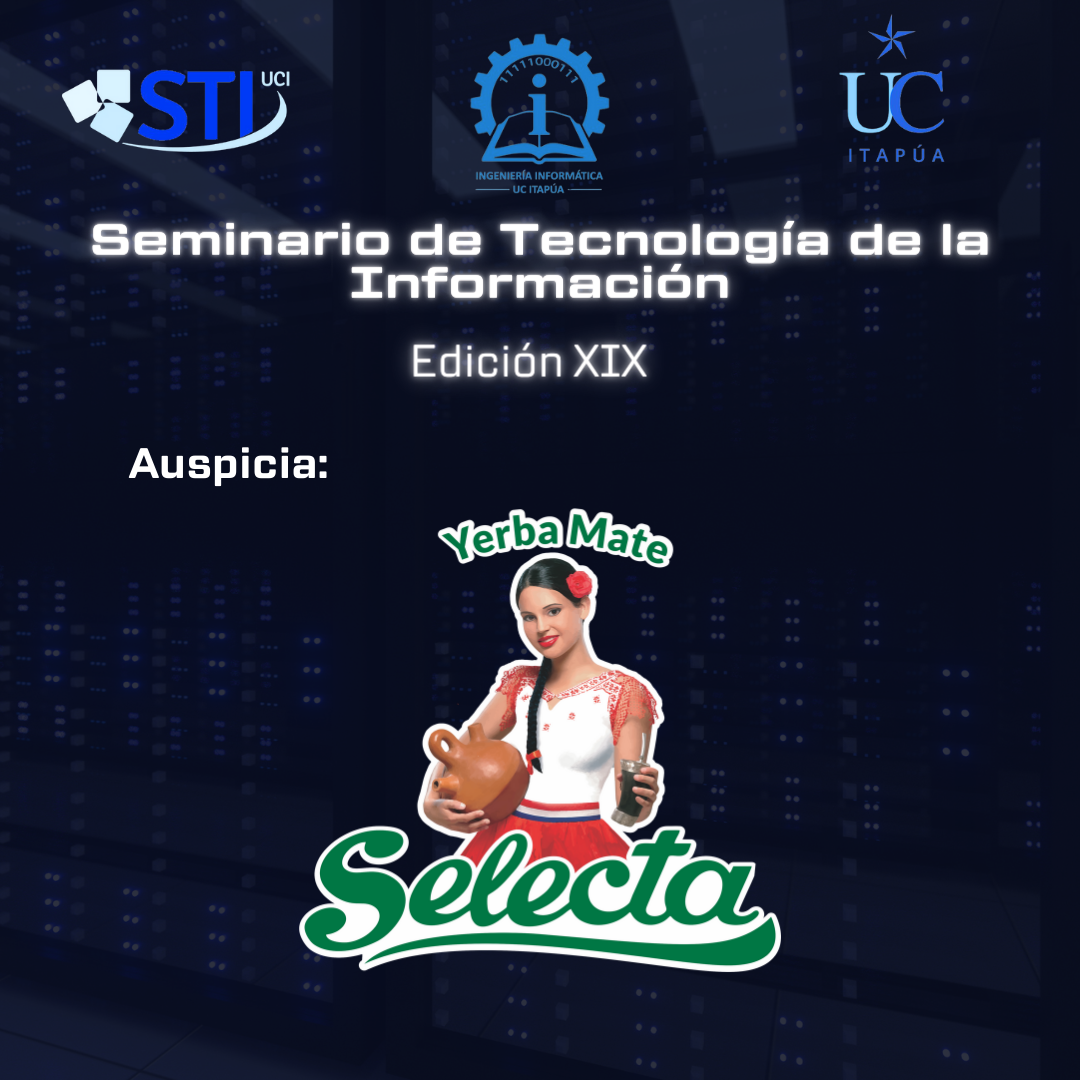 STI UCI
11111000111
i
INGENIERÍA INFORMÁTICA
UC ITAPÚA
UC
ITAPÚA
Seminario de Tecnología de la
Información
Edición XIX
Auspicia:
Yerba Mate
Selecta